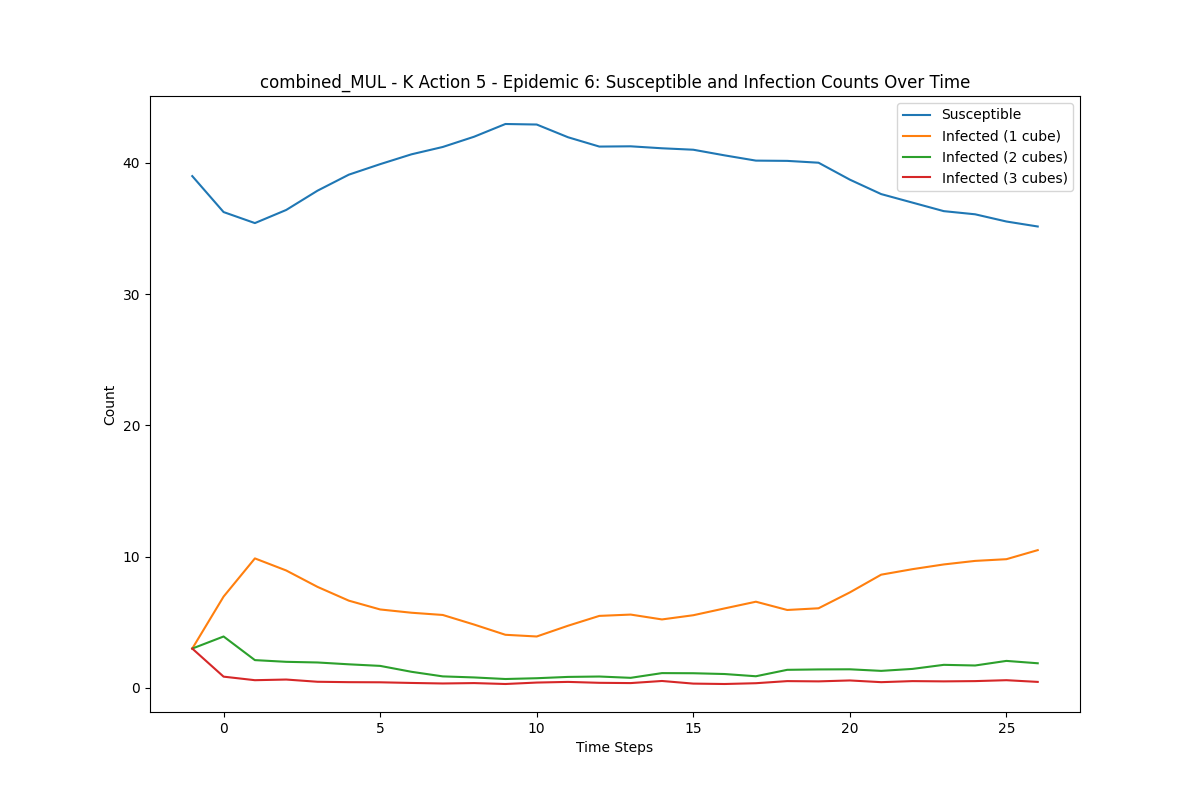 combined_MUL - K Action 5 - Epidemic 6: Susceptible and Infection Counts Over Time
Susceptible
Infected (1 cube)
Infected (2 cubes)
Infected (3 cubes)
Count
40
30
20
10
0
0 5 10 15 20 25
Time Steps